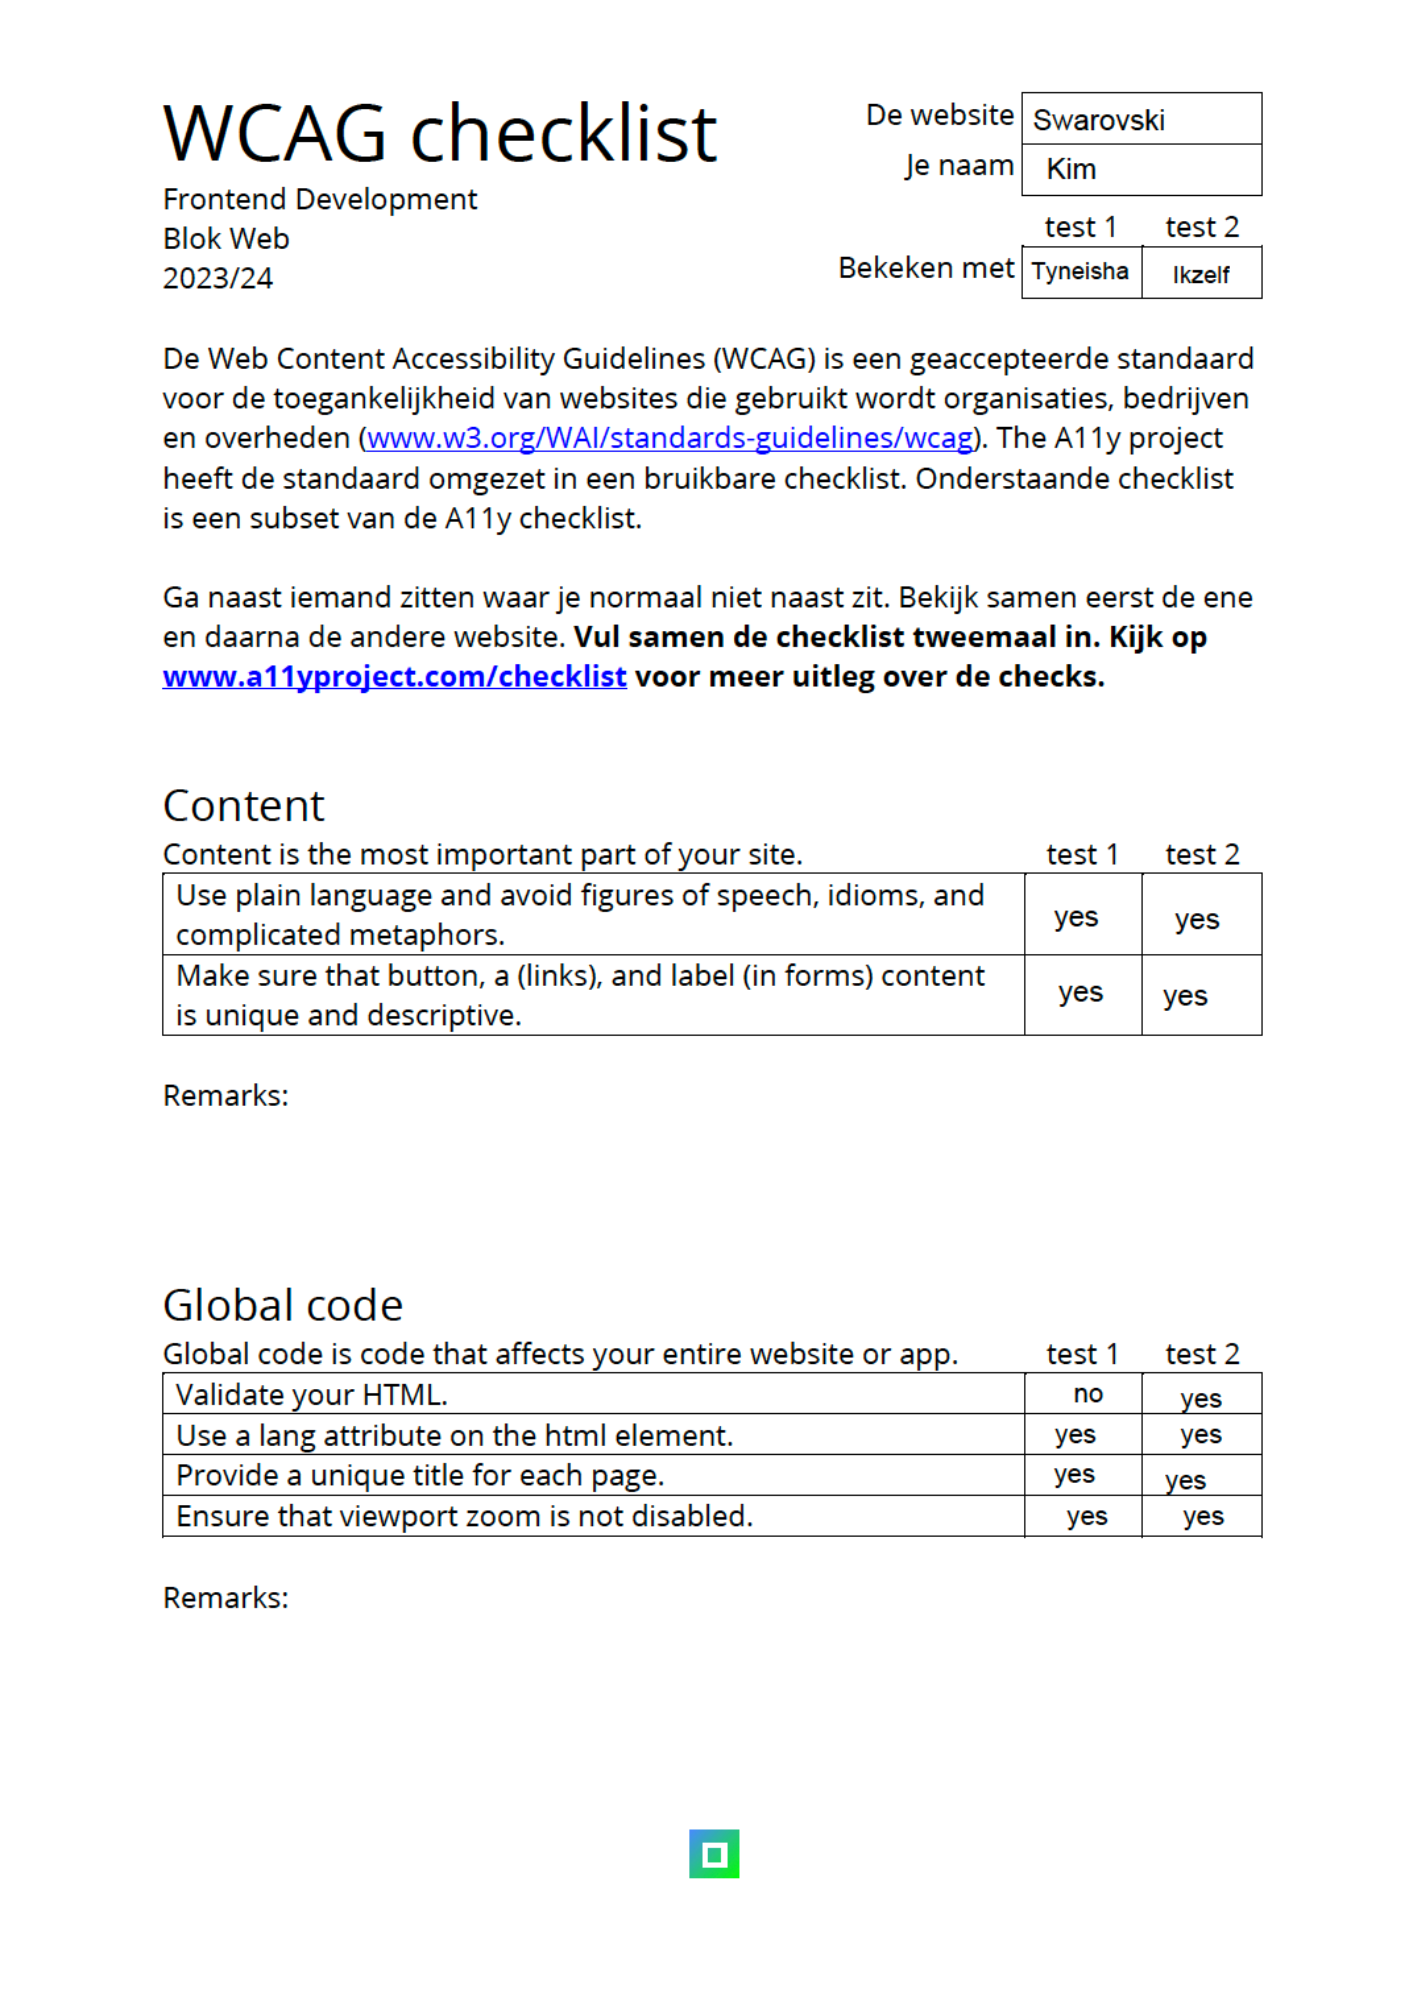 WCAG checklist
Frontend Development
Blok Web
2023/24
De website Swarovski
Je naam Kim
test 1 test 2
Bekeken met Tyneisha Ikzelf
De Web Content Accessibility Guidelines (WCAG) is een geaccepteerde standaard
voor de toegankelijkheid van websites die gebruikt wordt organisaties, bedrijven
en overheden (www.w3.org/WAI/standards-guidelines/wcag). The A11y project
heeft de standaard omgezet in een bruikbare checklist. Onderstaande checklist
is een subset van de A11y checklist.
Ga naast iemand zitten waar je normaal niet naast zit. Bekijk samen eerst de ene
en daarna de andere website. Vul samen de checklist tweemaal in. Kijk op
www.a11yproject.com/checklist voor meer uitleg over de checks.
Content
Content is the most important part of your site. test 1 test 2
Use plain language and avoid figures of speech, idioms, and
complicated metaphors. yes yes
Make sure that button, a (links), and label (in forms) content
is unique and descriptive. yes yes
Remarks:
Global code
Global code is code that affects your entire website or app. test 1 test 2
Validate your HTML. no yes
Use a lang attribute on the html element. yes yes
Provide a unique title for each page. yes yes
Ensure that viewport zoom is not disabled. yes yes
Remarks: